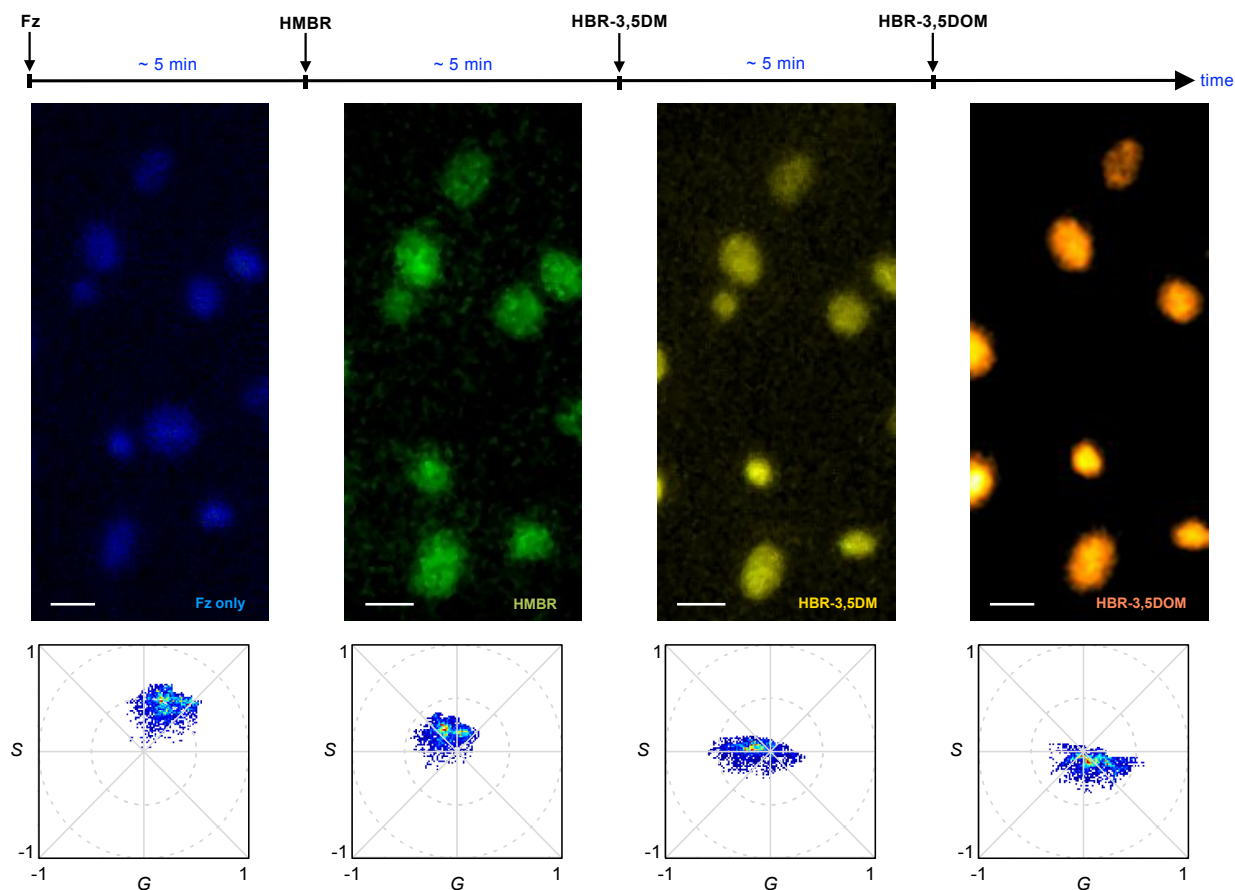 Fz
HMBR
HBR-3,5DM
HBR-3,5DOM
~ 5 min
~ 5 min
~ 5 min
time
Fz only
HMBR
HBR-3,5DM
HBR-3,5DOM
1
S
-1
-1
G
1
1
S
-1
-1
G
1
1
S
-1
-1
G
1
1
S
-1
-1
G
1